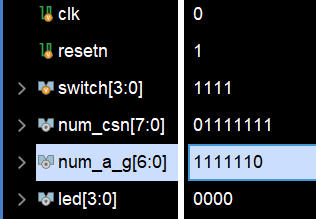 clk 0
resetn 1
switch[3:0] 1111
num_csn[7:0] 01111111
num_a_g[6:0] 1111110
led[3:0] 0000